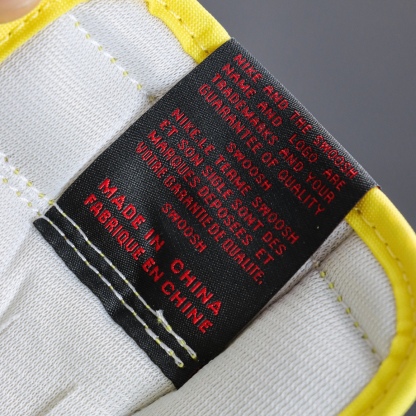 NIKE AND THE SWOOSH
NAME AND LOGO ARE
TRADEMARKS AND YOUR
GUARANTEE OF QUALITY
SWOOSH
NIKE.LE TERME SWOOSH
ET SON SIGLE SONT DES
MARQUES DEPOSEES ET
VOTRE GARANTIE DE QUALITE.
SWOOSH
MADE IN CHINA
FABRIQUE EN CHINE